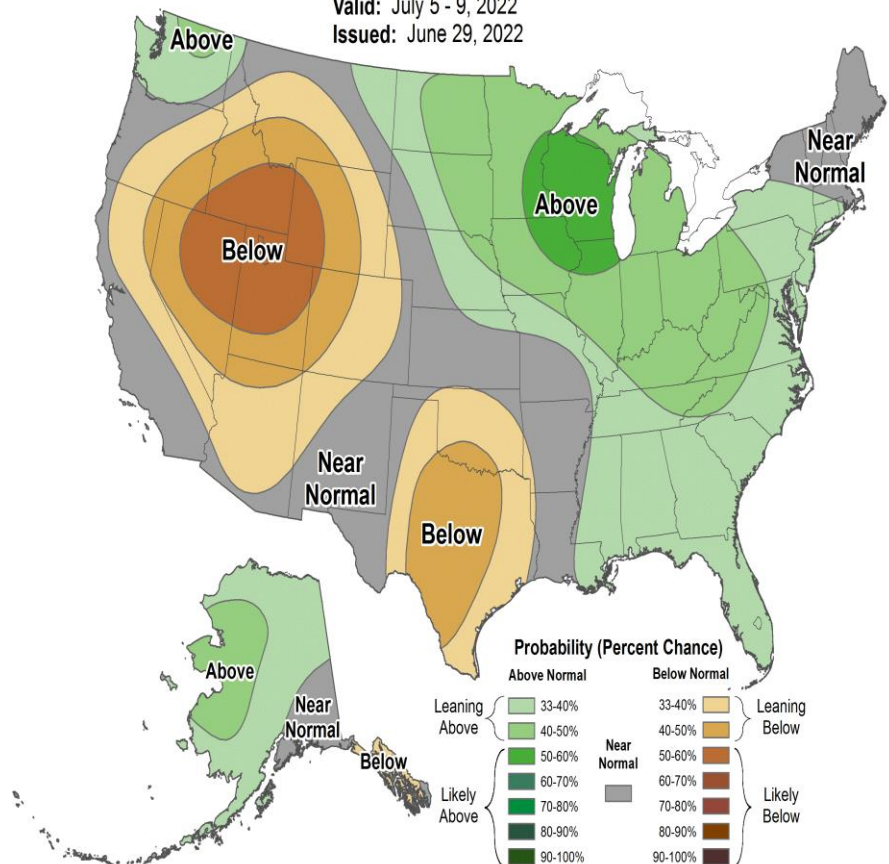 Valid: July 5 - 9, 2022
Issued: June 29, 2022
Above
Near
Normal
Above
Below
Near
Normal
Below
Above
Near
Normal
Below
Probability (Percent Chance)
Above Normal
Below Normal
Leaning
Above
33-40%
40-50%
Likely
Above
50-60%
60-70%
70-80%
80-90%
90-100%
Near
Normal
33-40%
40-50%
Leaning
Below
50-60%
60-70%
70-80%
80-90%
90-100%
Likely
Below